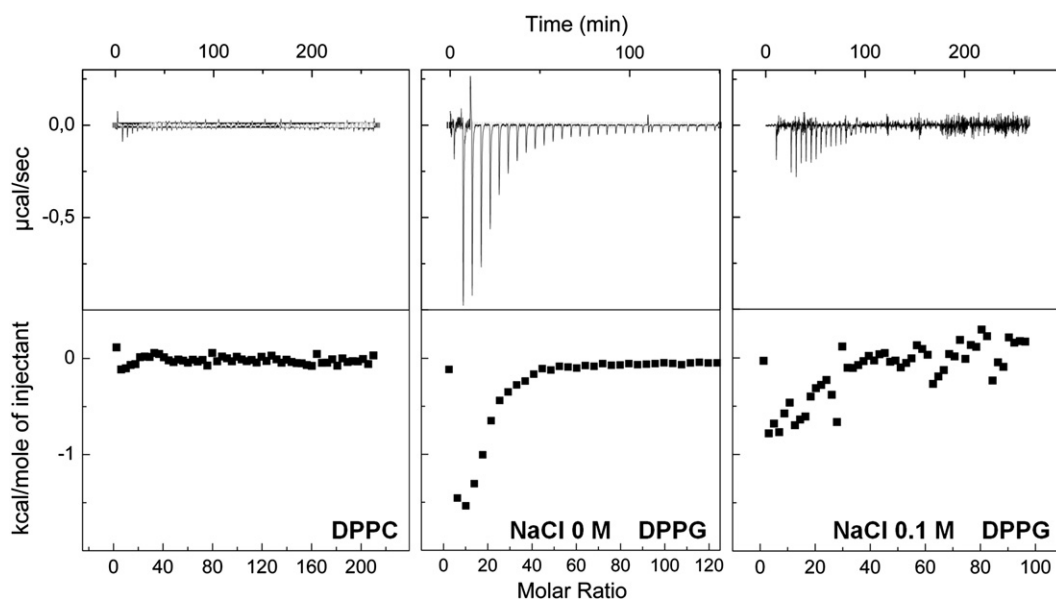 Time (min)
0 100 200 0 100 0 100 200
0,0
-0,5
µcal/sec
0
-1
kcal/mole of injectant
DPPC NaCl 0 M DPPG NaCl 0.1 M DPPG
0 40 80 120 160 200 0 20 40 60 80 100 120 0 20 40 60 80 100
Molar Ratio